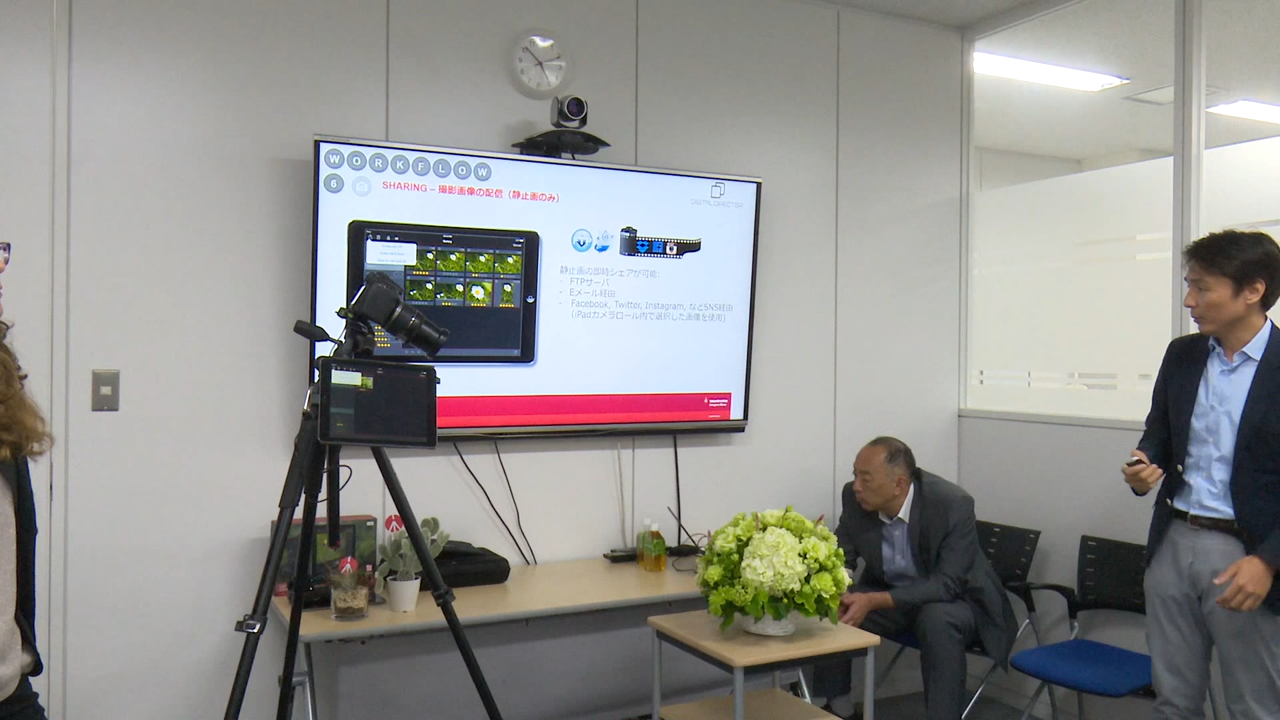 WORKFLOW
6
SHARING – 撮影画像の配信（静止画のみ）
DIGITAL DIRECTOR
静止画の即時シェアが可能:
- FTPサーバ
- Eメール経由
- Facebook, Twitter, Instagram, などSNS経由
（iPadカメラロール内で選択した画像を使用）